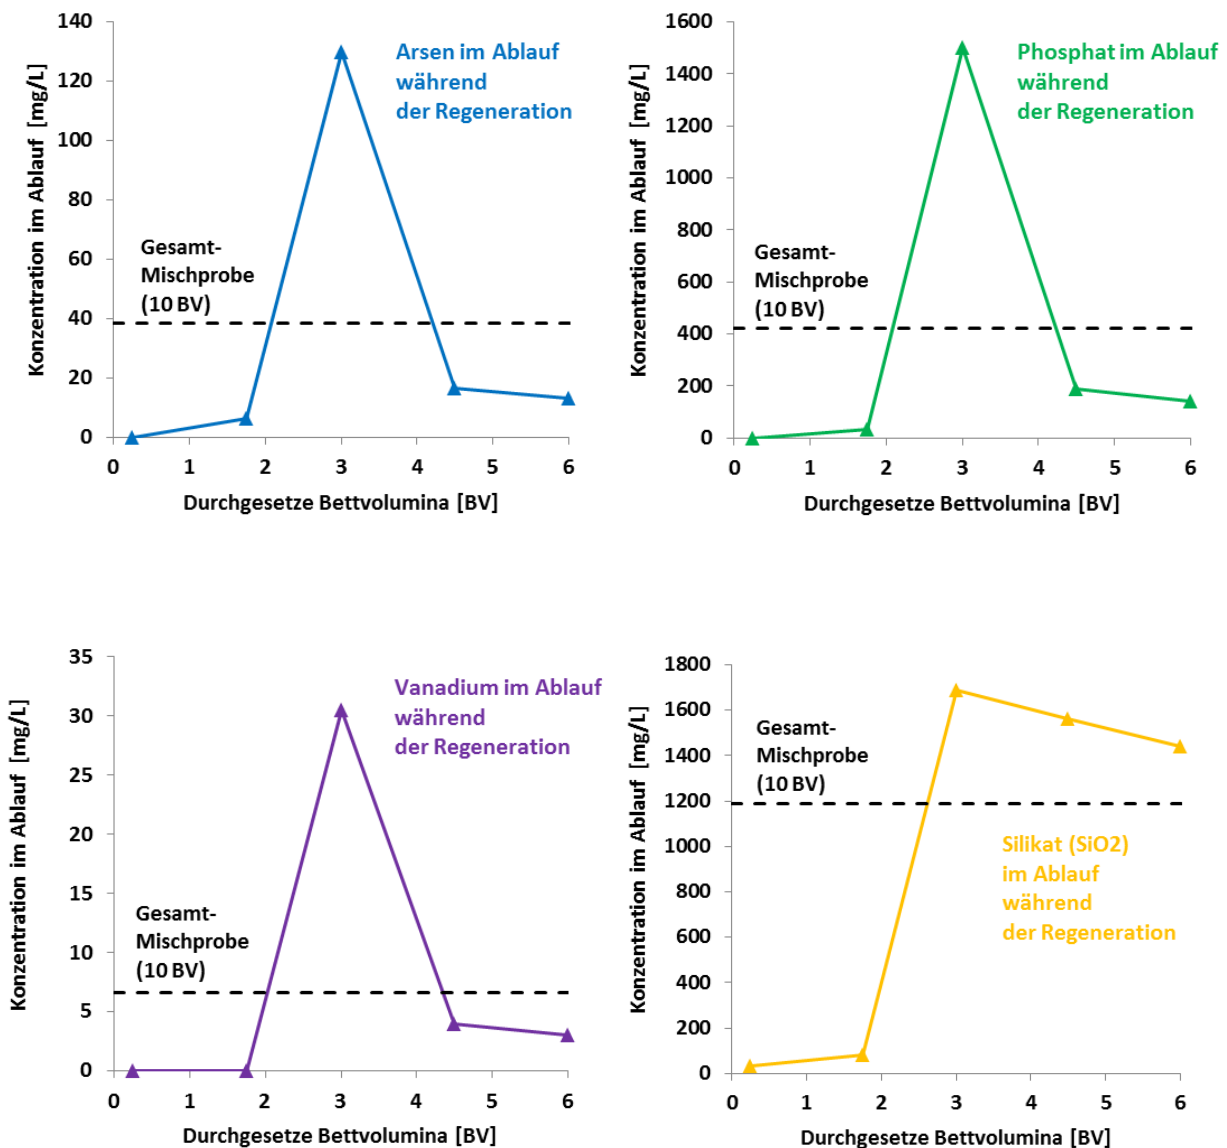 Konzentration im Ablauf [mg/L]
140
120
100
80
60
40
20
0
0 1 2 3 4 5 6
Durchgesetze Bettvolumina [BV]
Arsen im Ablauf
während
der Regeneration
Gesamt-
Mischprobe
(10 BV)
Konzentration im Ablauf [mg/L]
1600
1400
1200
1000
800
600
400
200
0
0 1 2 3 4 5 6
Durchgesetze Bettvolumina [BV]
Phosphat im Ablauf
während
der Regeneration
Gesamt-
Mischprobe
(10 BV)
Konzentration im Ablauf [mg/L]
35
30
25
20
15
10
5
0
0 1 2 3 4 5 6
Durchgesetze Bettvolumina [BV]
Vanadium im Ablauf
während
der Regeneration
Gesamt-
Mischprobe
(10 BV)
Konzentration im Ablauf [mg/L]
1800
1600
1400
1200
1000
800
600
400
200
0
0 1 2 3 4 5 6
Durchgesetze Bettvolumina [BV]
Gesamt-
Mischprobe
(10 BV)
Silikat (SiO2)
im Ablauf
während
der Regeneration